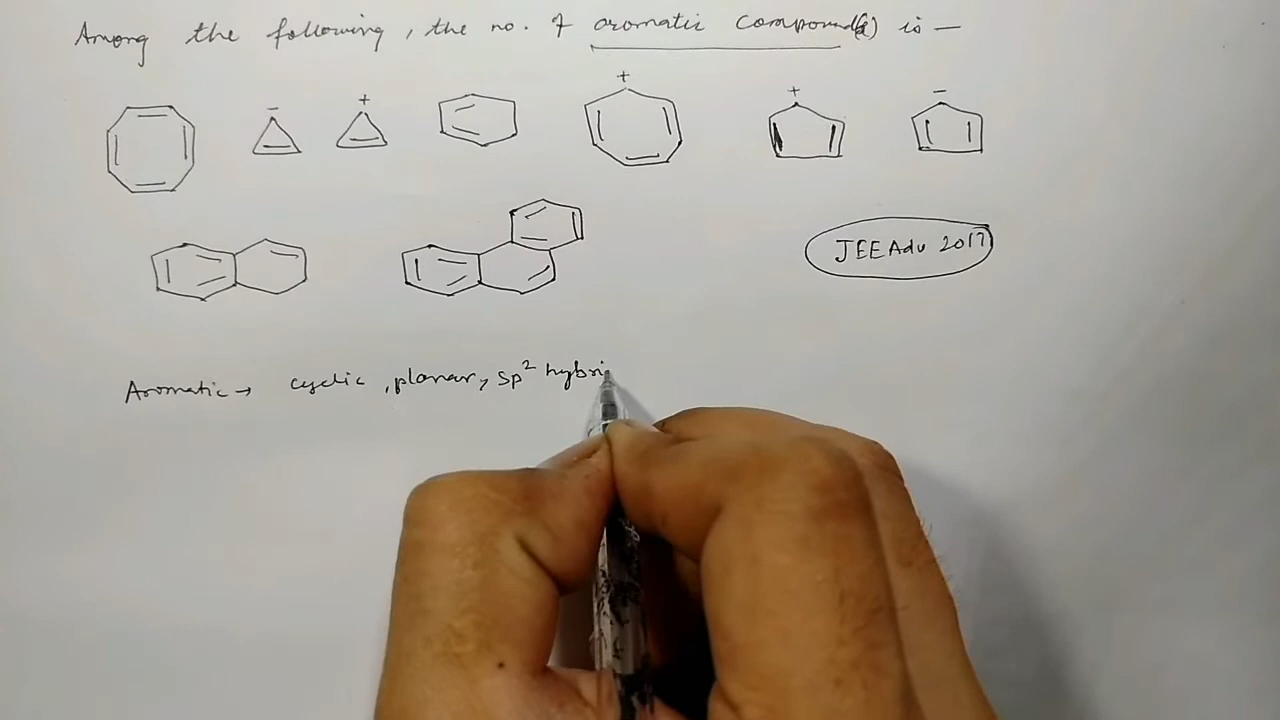 Among the following, the no. of aromatic compound(s) is —
+
−
+
+
−
JEE Adv 2017
Aromatic → cyclic, planar, sp² hybri